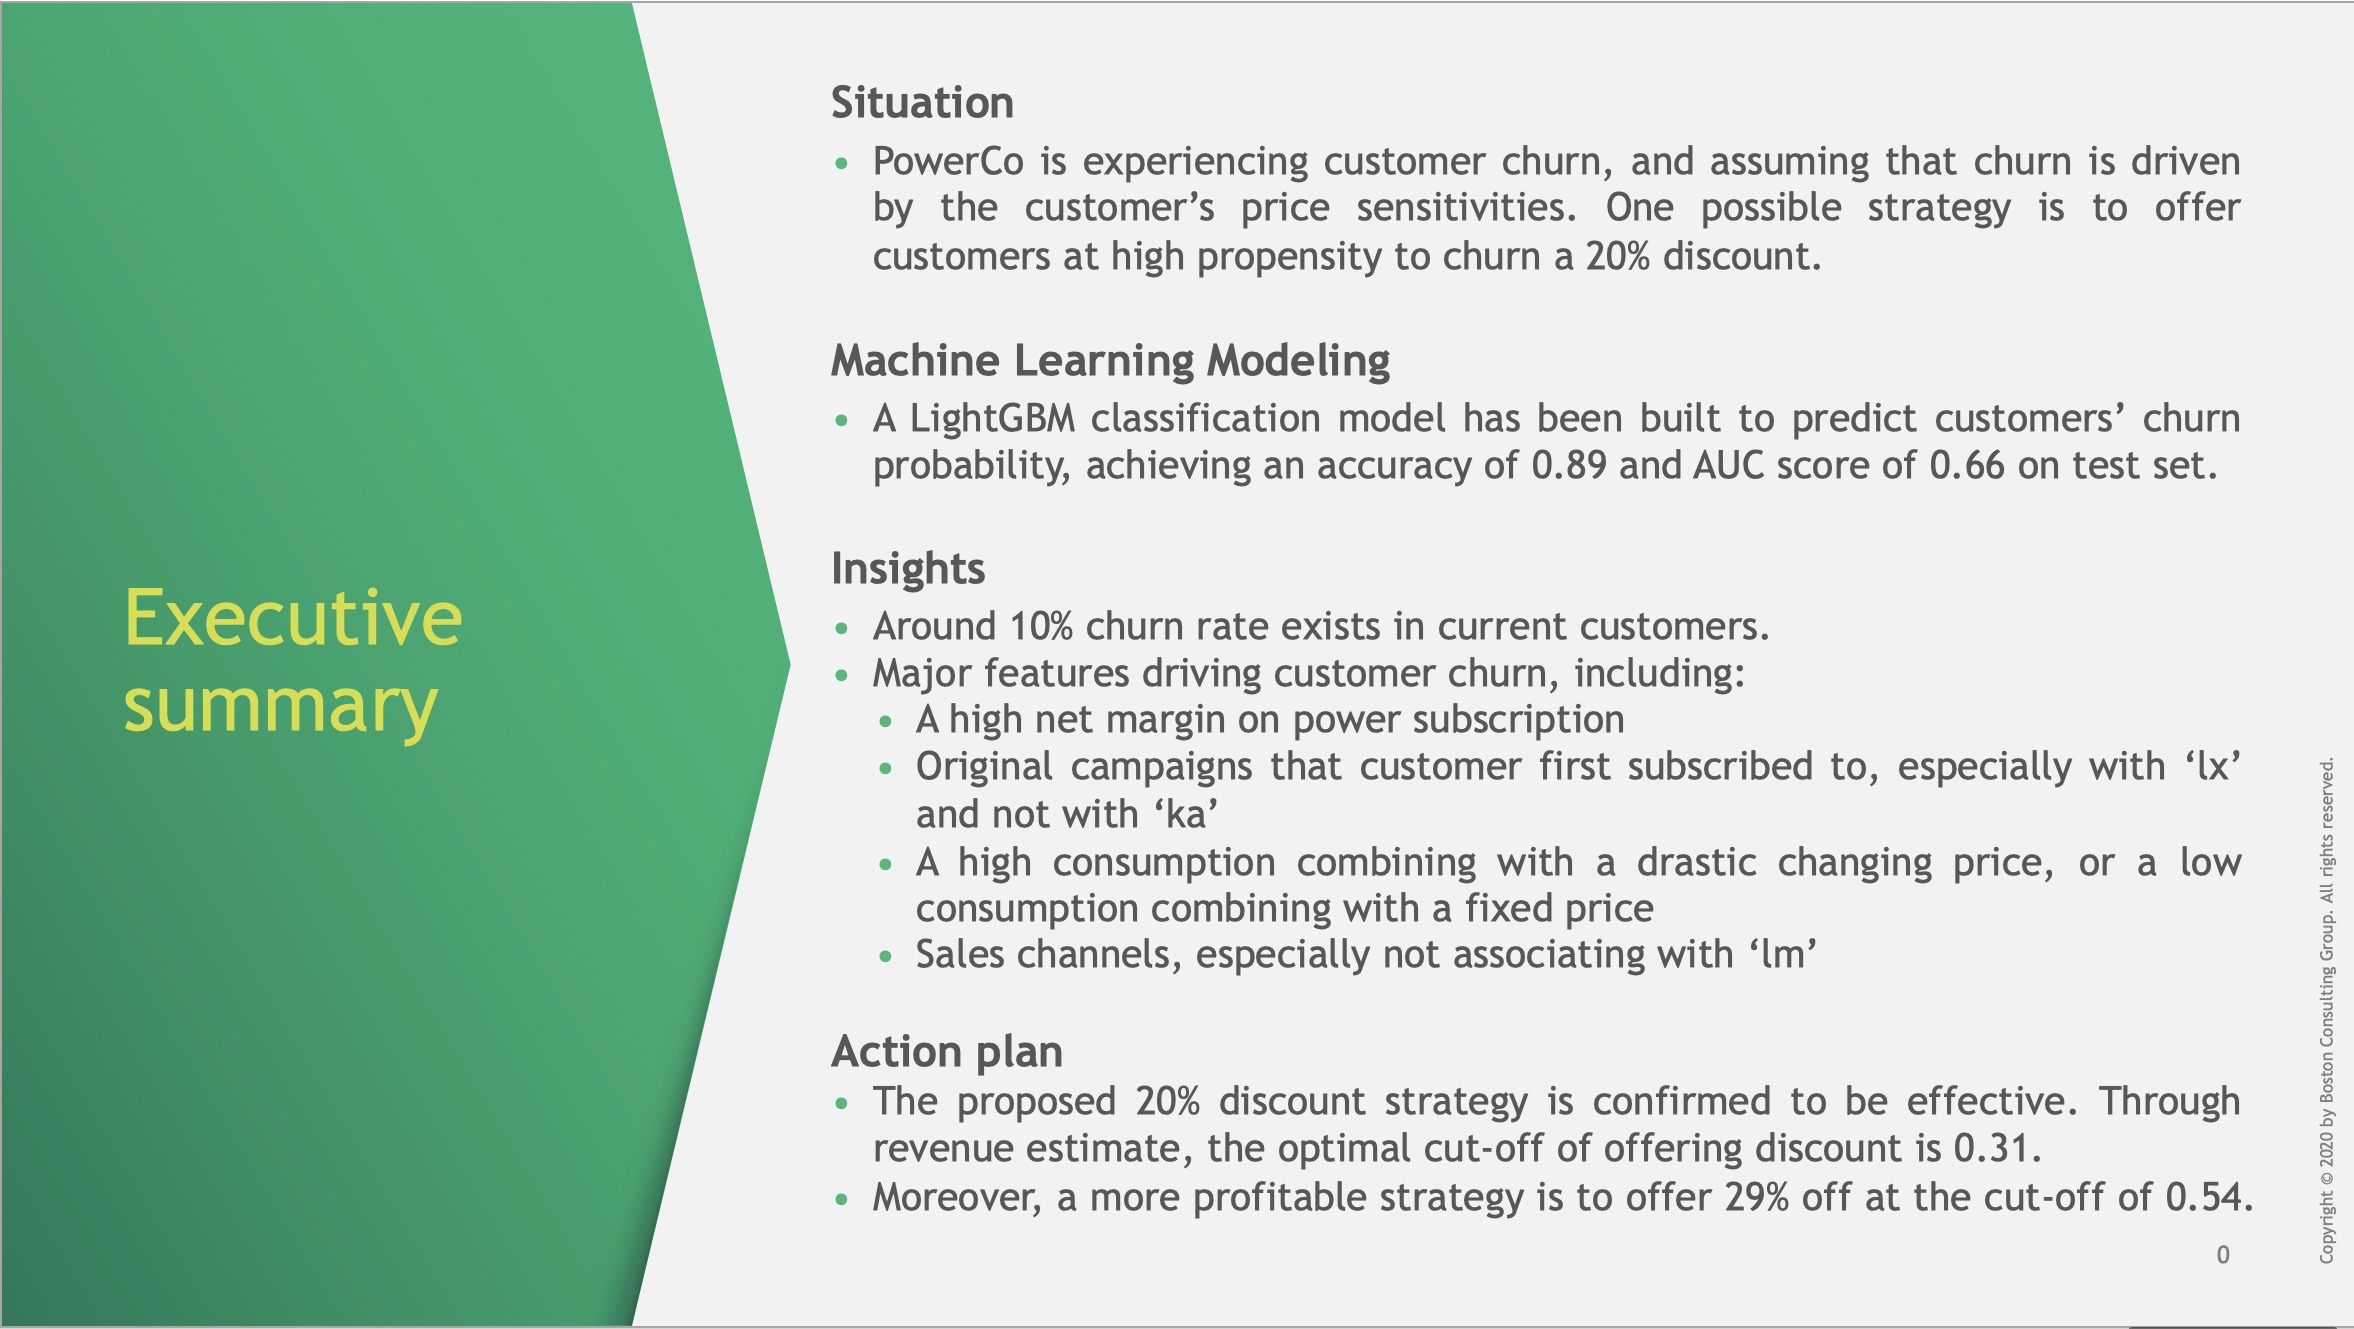 Executive
summary
Situation
• PowerCo is experiencing customer churn, and assuming that churn is driven
by the customer’s price sensitivities. One possible strategy is to offer
customers at high propensity to churn a 20% discount.
Machine Learning Modeling
• A LightGBM classification model has been built to predict customers’ churn
probability, achieving an accuracy of 0.89 and AUC score of 0.66 on test set.
Insights
• Around 10% churn rate exists in current customers.
• Major features driving customer churn, including:
• A high net margin on power subscription
• Original campaigns that customer first subscribed to, especially with ‘lx’
and not with ‘ka’
• A high consumption combining with a drastic changing price, or a low
consumption combining with a fixed price
• Sales channels, especially not associating with ‘lm’
Action plan
• The proposed 20% discount strategy is confirmed to be effective. Through
revenue estimate, the optimal cut-off of offering discount is 0.31.
• Moreover, a more profitable strategy is to offer 29% off at the cut-off of 0.54.
0
Copyright © 2020 by Boston Consulting Group. All rights reserved.